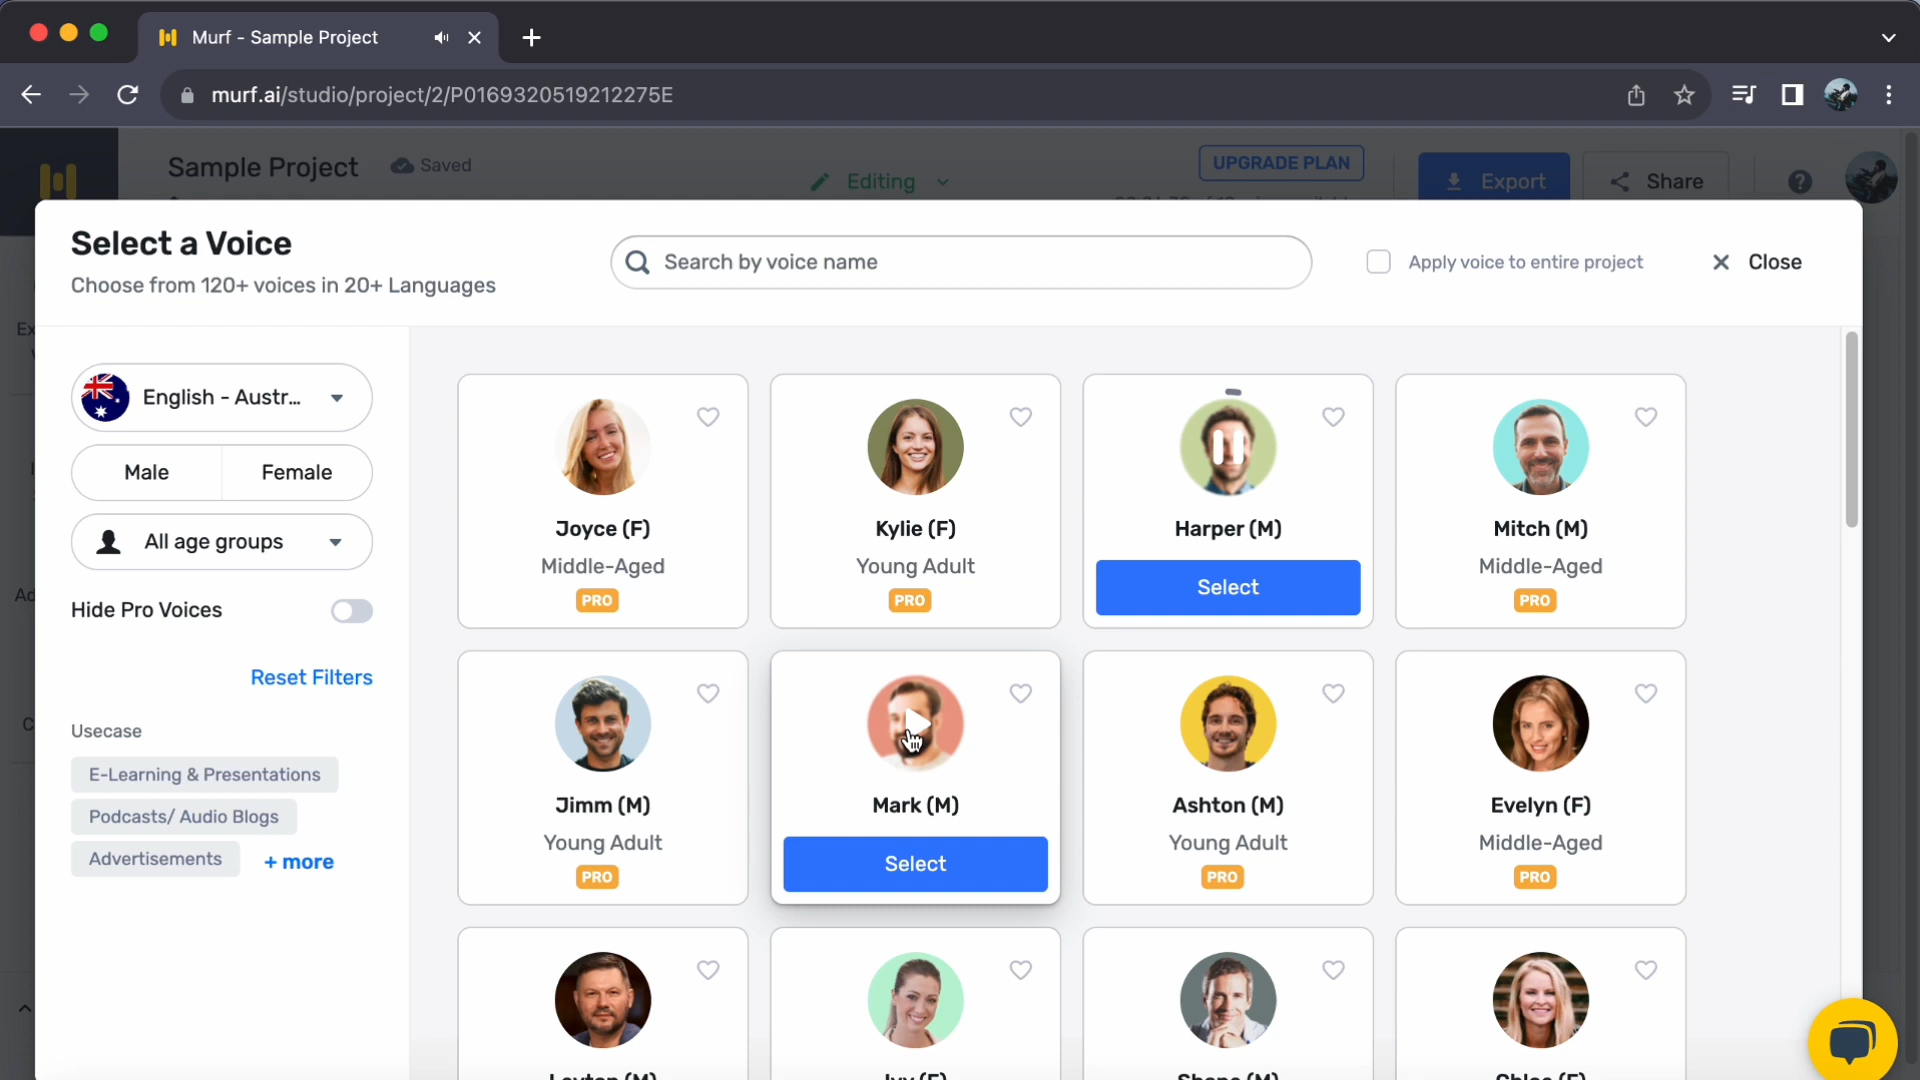 Murf - Sample Project
murf.ai/studio/project/2/P0169320519212275E
Sample Project
Saved
Editing
UPGRADE PLAN
Export
Share
Select a Voice
Choose from 120+ voices in 20+ Languages
Search by voice name
Apply voice to entire project
Close
English - Austr...
Male
Female
All age groups
Hide Pro Voices
Reset Filters
Usecase
E-Learning & Presentations
Podcasts/ Audio Blogs
Advertisements
+ more
Joyce (F)
Middle-Aged
PRO
Kylie (F)
Young Adult
PRO
Harper (M)
Select
Mitch (M)
Middle-Aged
PRO
Jimm (M)
Young Adult
PRO
Mark (M)
Select
Ashton (M)
Young Adult
PRO
Evelyn (F)
Middle-Aged
PRO